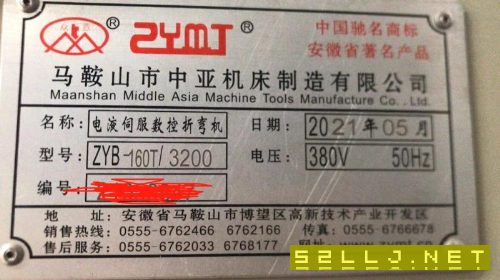 ZYMT
中国驰名商标
安徽省著名产品
马鞍山市中亚机床制造有限公司
Maanshan Middle Asia Machine Tools Manufacture Co., Ltd.
名称: 电液伺服数控折弯机 日期: 2021年05月
型号: ZYB-160T/3200 电压: 380V 50Hz
编号:
地 址: 安徽省马鞍山市博望区高新技术产业开发区
销售热线: 0555-6762466 6762166 传真: 0555-6766678
售后服务: 0555-6762033 6768177
52LLJ.NET